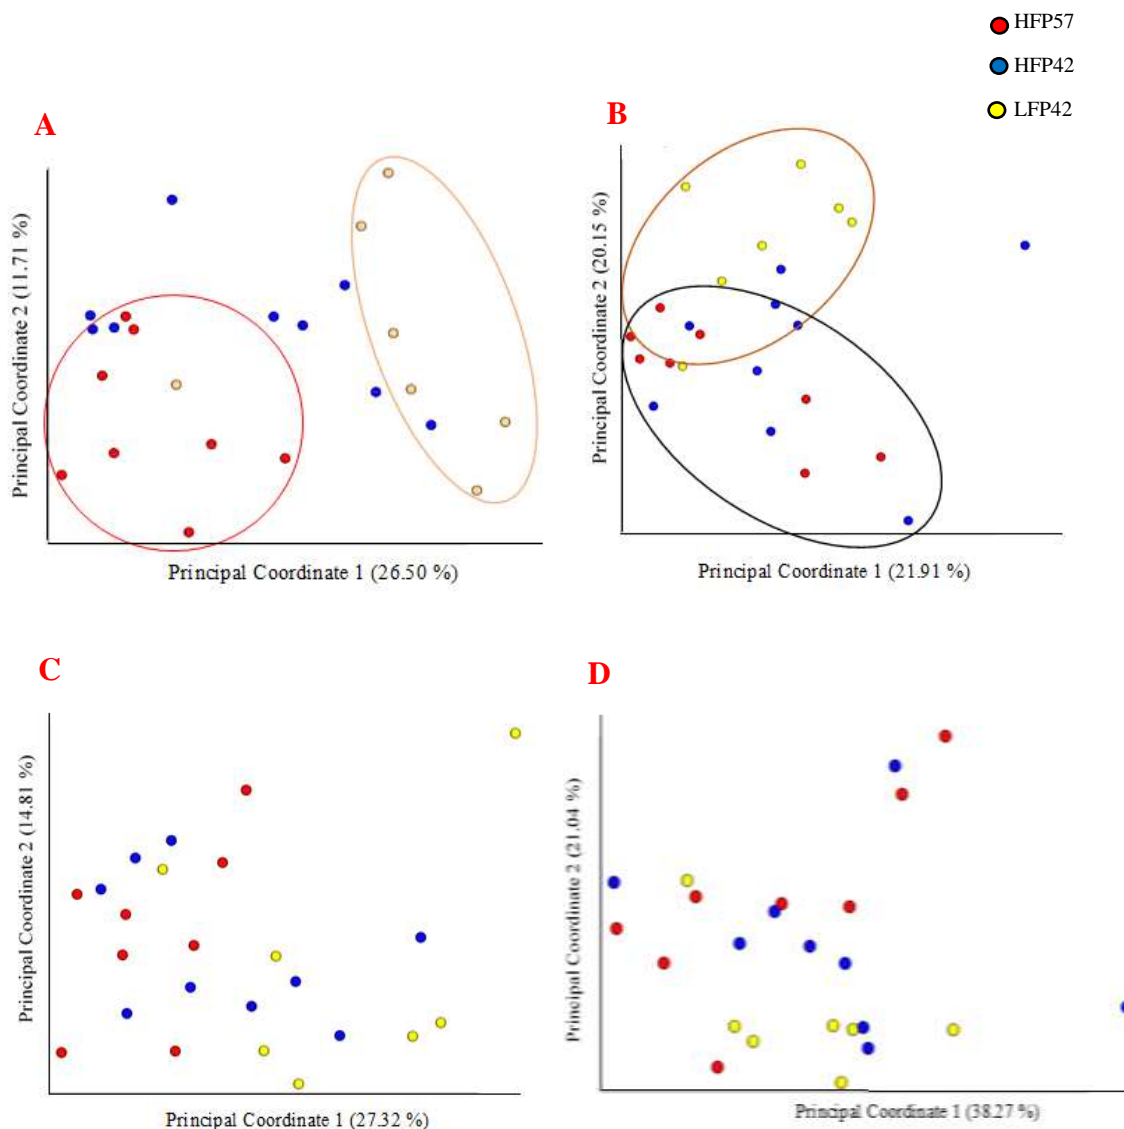 HFP57
HFP42
LFP42
A
B
Principal Coordinate 2 (11.71 %)
Principal Coordinate 2 (20.15 %)
Principal Coordinate 1 (26.50 %)
Principal Coordinate 1 (21.91 %)
C
D
Principal Coordinate 2 (14.81 %)
Principal Coordinate 2 (21.04 %)
Principal Coordinate 1 (27.32 %)
Principal Coordinate 1 (38.27 %)